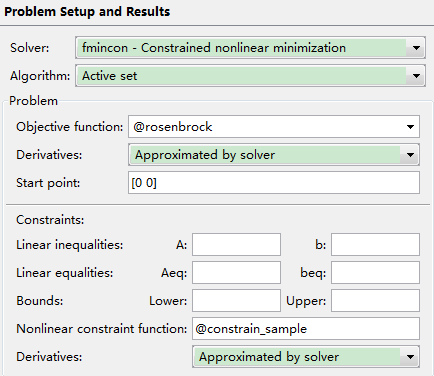 Problem Setup and Results
Solver: fmincon - Constrained nonlinear minimization
Algorithm: Active set
Problem
Objective function: @rosenbrock
Derivatives: Approximated by solver
Start point: [0 0]
Constraints:
Linear inequalities: A: b:
Linear equalities: Aeq: beq:
Bounds: Lower: Upper:
Nonlinear constraint function: @constrain_sample
Derivatives: Approximated by solver